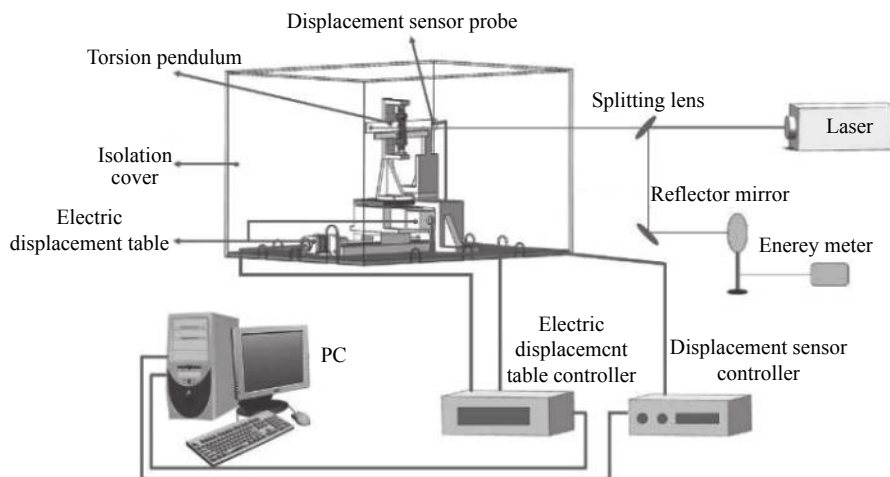 Displacement sensor probe
Torsion pendulum
Splitting lens
Laser
Isolation
cover
Reflector mirror
Electric
displacement table
Enerey meter
PC
Electric
displacemcnt
table controller
Displacement sensor
controller